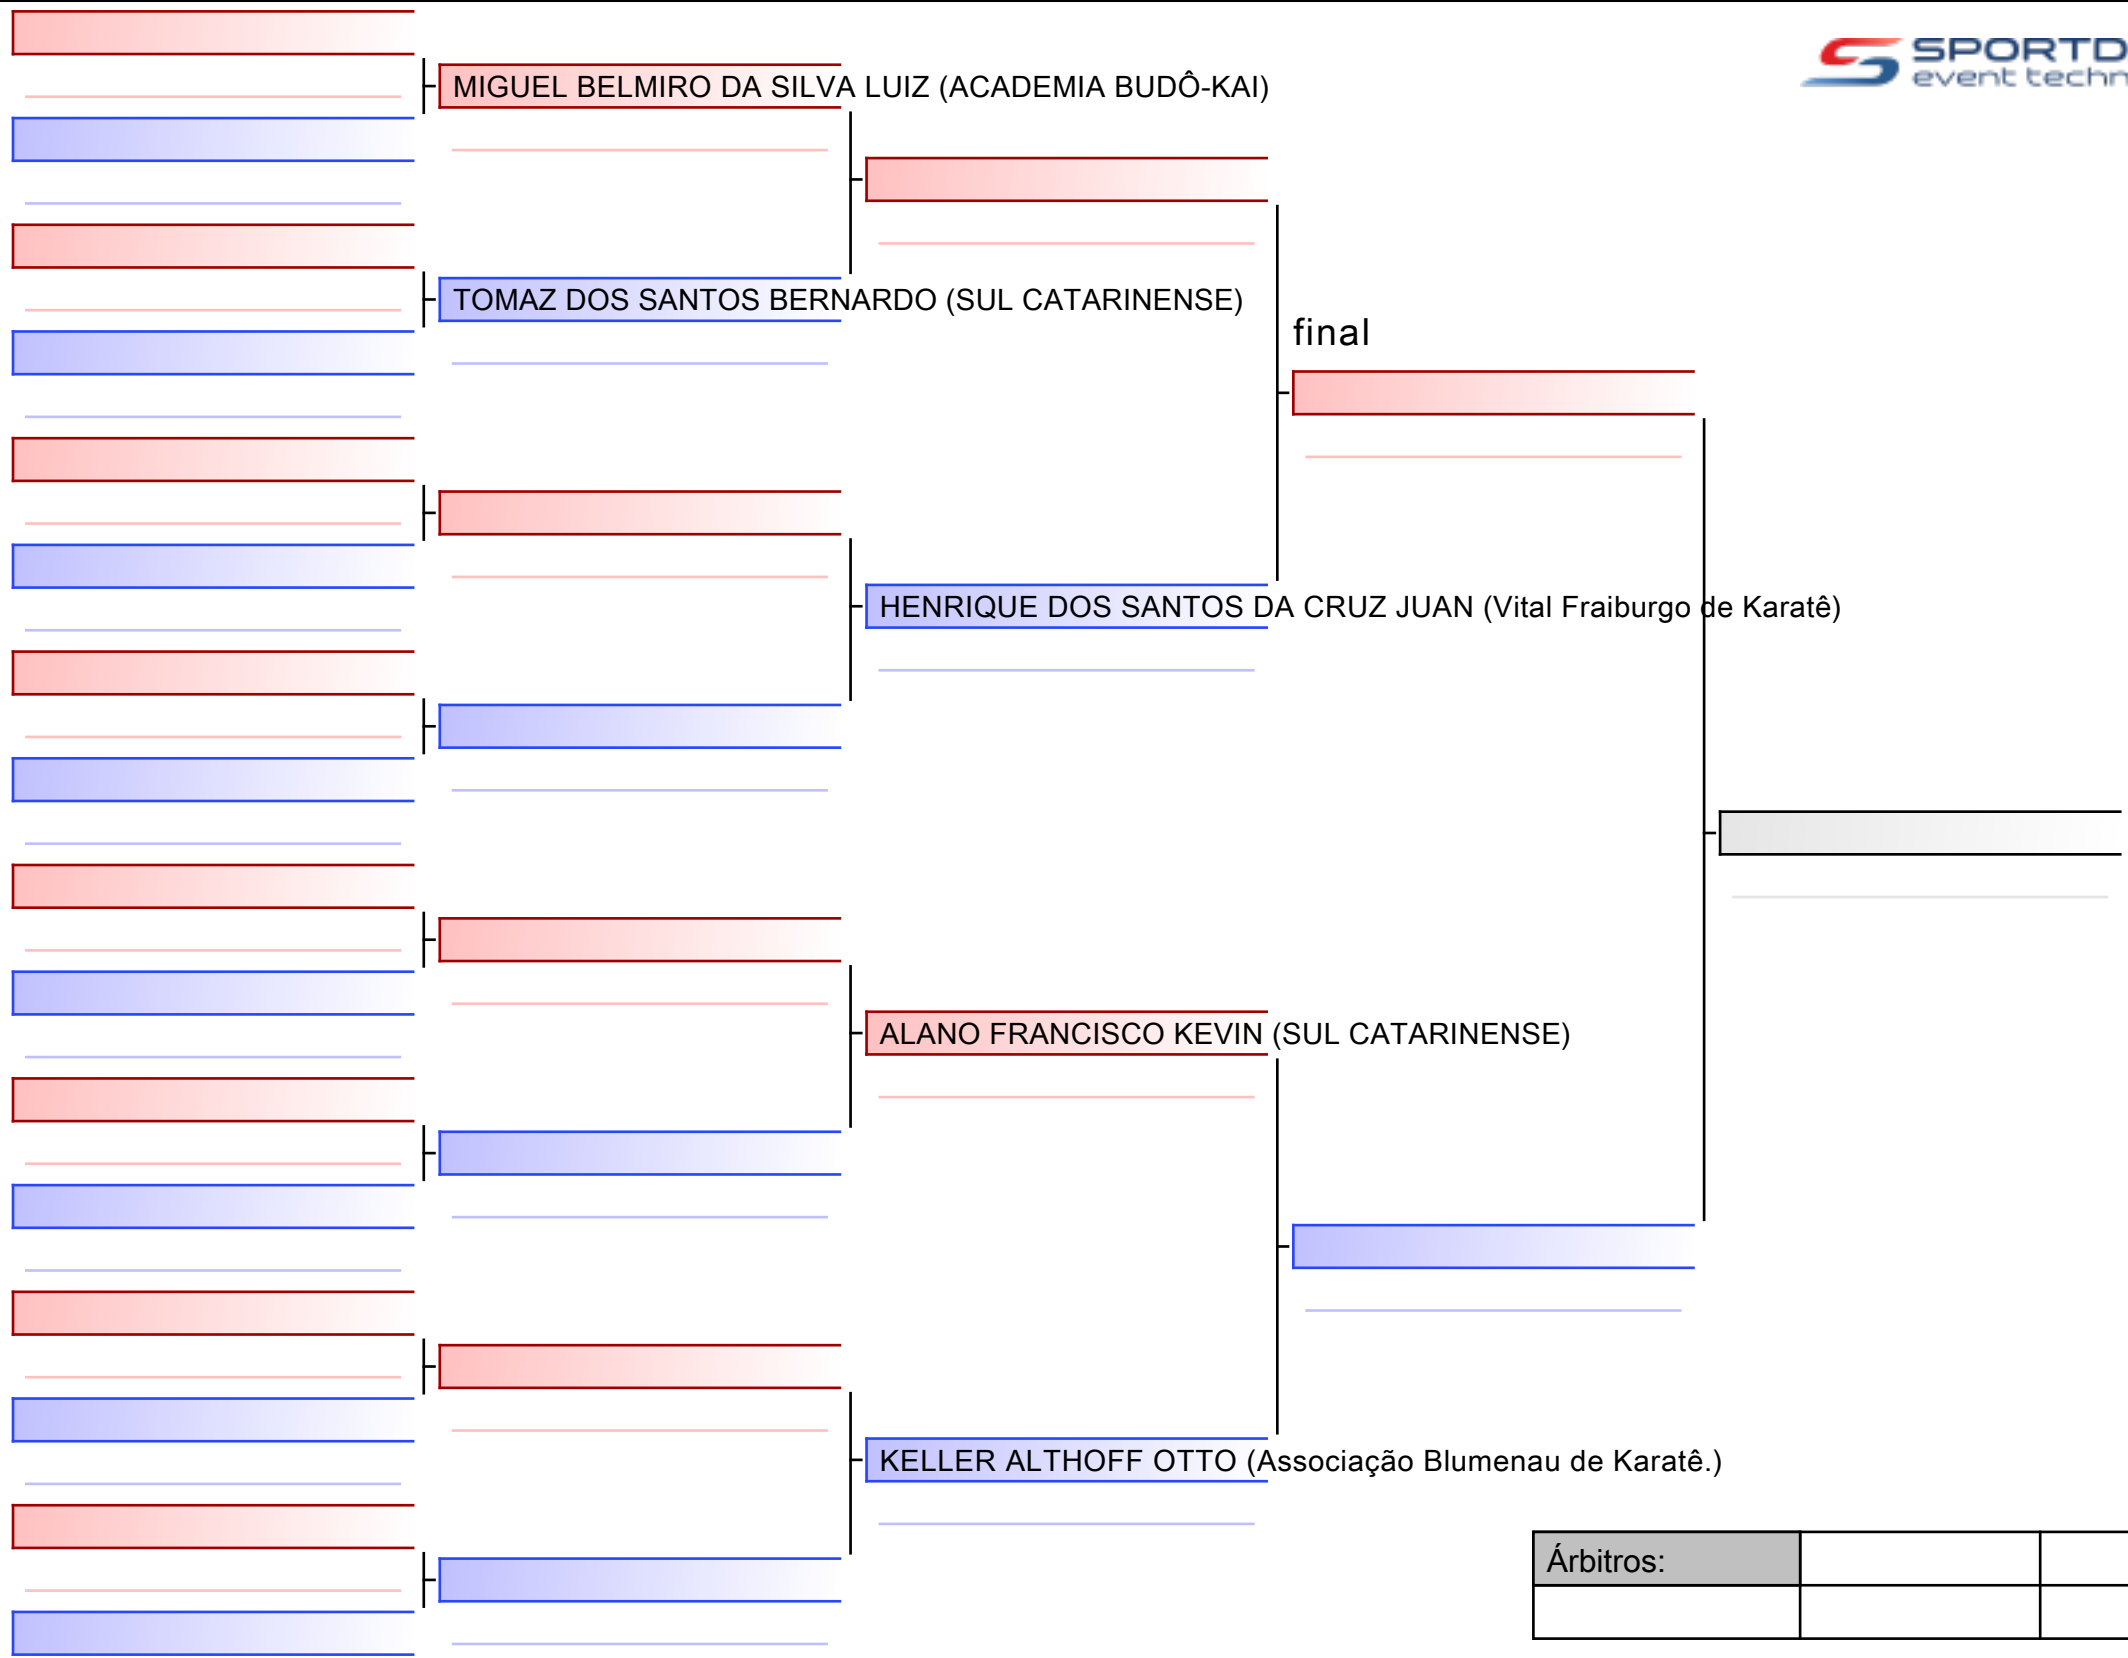 SPORTD
event techn
MIGUEL BELMIRO DA SILVA LUIZ (ACADEMIA BUDÔ-KAI)
TOMAZ DOS SANTOS BERNARDO (SUL CATARINENSE)
final
HENRIQUE DOS SANTOS DA CRUZ JUAN (Vital Fraiburgo de Karatê)
ALANO FRANCISCO KEVIN (SUL CATARINENSE)
KELLER ALTHOFF OTTO (Associação Blumenau de Karatê.)
Árbitros: